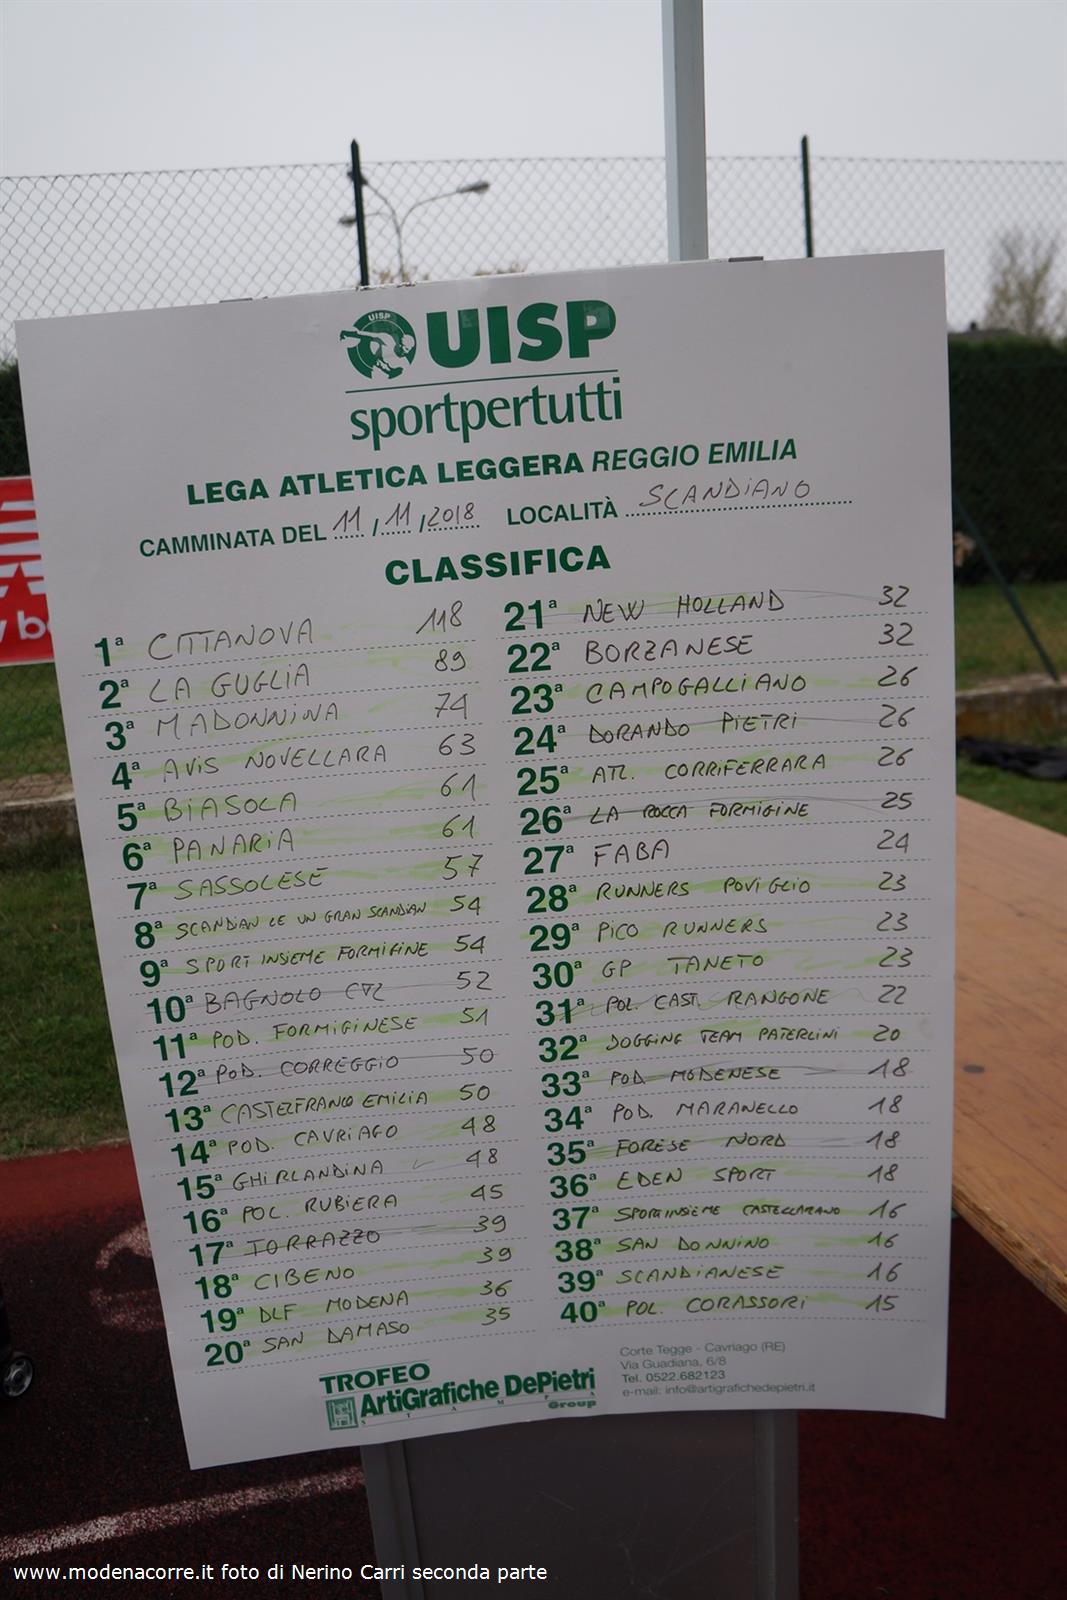 UISP
UISP
sportpertutti
LEGA ATLETICA LEGGERA REGGIO EMILIA
CAMMINATA DEL 11/11/2018 LOCALITÀ SCANDIANO
CLASSIFICA
1ª CITTANOVA 118
2ª LA GUGLIA 89
3ª MADONNINA 74
4ª AVIS NOVELLARA 63
5ª BIASOLA 61
6ª PANARIA 61
7ª SASSOLESE 57
8ª SCANDIAN LE UN GRAN SCANDIAN 54
9ª SPORT INSIEME FORMIGINE 54
10ª BAGNOLO CTL 52
11ª POD. FORMIGINESE 51
12ª POD. CORREGGIO 50
13ª CASTELFRANCO EMILIA 50
14ª POD. CAVRIAGO 48
15ª GHIRLANDINA 48
16ª POL. RUBIERA 45
17ª TORRAZZO 39
18ª CIBENO 39
19ª DLF MODENA 36
20ª SAN DAMASO 35
21ª NEW HOLLAND 32
22ª BORZANESE 32
23ª CAMPOGALLIANO 26
24ª DORANDO PIETRI 26
25ª ATL. CORRIFERRARA 26
26ª LA ROCCA FORMIGINE 25
27ª FABA 24
28ª RUNNERS POVIGLIO 23
29ª PICO RUNNERS 23
30ª GP TANETO 23
31ª POL. CAST. RANGONE 22
32ª DOGGING TEAM PATERLINI 20
33ª POD MODENESE 18
34ª POD. MARANELLO 18
35ª FORESE NORD 18
36ª EDEN SPORT 18
37ª SPORTINSIEME CASTELLARANO 16
38ª SAN DONNINO 16
39ª SCANDIANESE 16
40ª POL. CORASSORI 15
TROFEO
ArtiGrafiche DePietri
STAMPA
Group
Corte Tegge - Cavriago (RE)
Via Guadiana, 6/8
Tel. 0522.682123
e-mail: info@artigrafichedepietri.it
www.modenacorre.it foto di Nerino Carri seconda parte